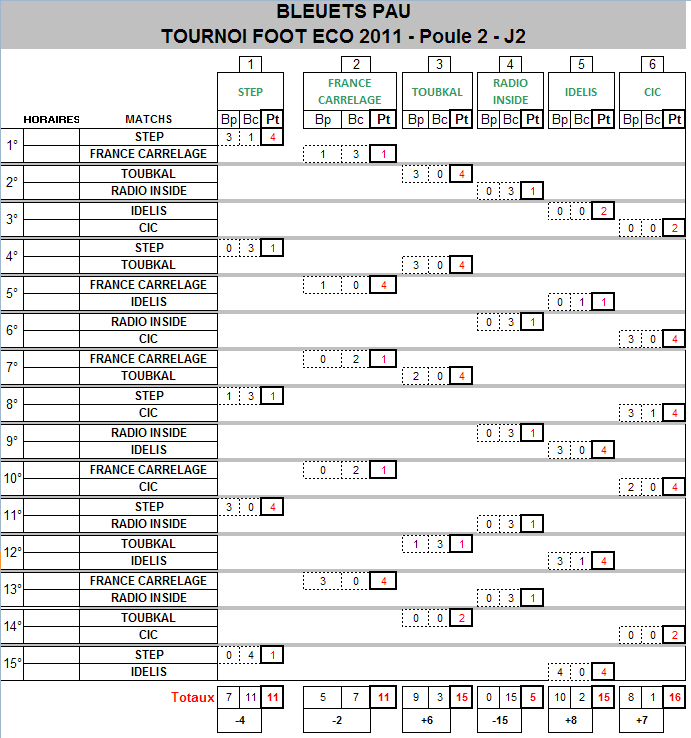 BLEUETS PAU
TOURNOI FOOT ECO 2011 - Poule 2 - J2
1 2 3 4 5 6
STEP FRANCE CARRELAGE TOUBKAL RADIO INSIDE IDELIS CIC
HORAIRES MATCHS Bp Bc Pt Bp Bc Pt Bp Bc Pt Bp Bc Pt Bp Bc Pt Bp Bc Pt
1° STEP 3 1 4
FRANCE CARRELAGE 1 3 1
2° TOUBKAL 3 0 4
RADIO INSIDE 0 3 1
3° IDELIS 0 0 2
CIC 0 0 2
4° STEP 0 3 1
TOUBKAL 3 0 4
5° FRANCE CARRELAGE 1 0 4
IDELIS 0 1 1
6° RADIO INSIDE 0 3 1
CIC 3 0 4
7° FRANCE CARRELAGE 0 2 1
TOUBKAL 2 0 4
8° STEP 1 3 1
CIC 3 1 4
9° RADIO INSIDE 0 3 1
IDELIS 3 0 4
10° FRANCE CARRELAGE 0 2 1
CIC 2 0 4
11° STEP 3 0 4
RADIO INSIDE 0 3 1
12° TOUBKAL 1 3 1
IDELIS 3 1 4
13° FRANCE CARRELAGE 3 0 4
RADIO INSIDE 0 3 1
14° TOUBKAL 0 0 2
CIC 0 0 2
15° STEP 0 4 1
IDELIS 4 0 4
Totaux 7 11 11 5 7 11 9 3 15 0 15 5 10 2 15 8 1 16
-4 -2 +6 -15 +8 +7